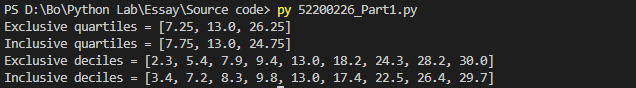 PS D:\Bo\Python Lab\Essay\Source code> py 52200226_Part1.py
Exclusive quartiles = [7.25, 13.0, 26.25]
Inclusive quartiles = [7.75, 13.0, 24.75]
Exclusive deciles = [2.3, 5.4, 7.9, 9.4, 13.0, 18.2, 24.3, 28.2, 30.0]
Inclusive deciles = [3.4, 7.2, 8.3, 9.8, 13.0, 17.4, 22.5, 26.4, 29.7]